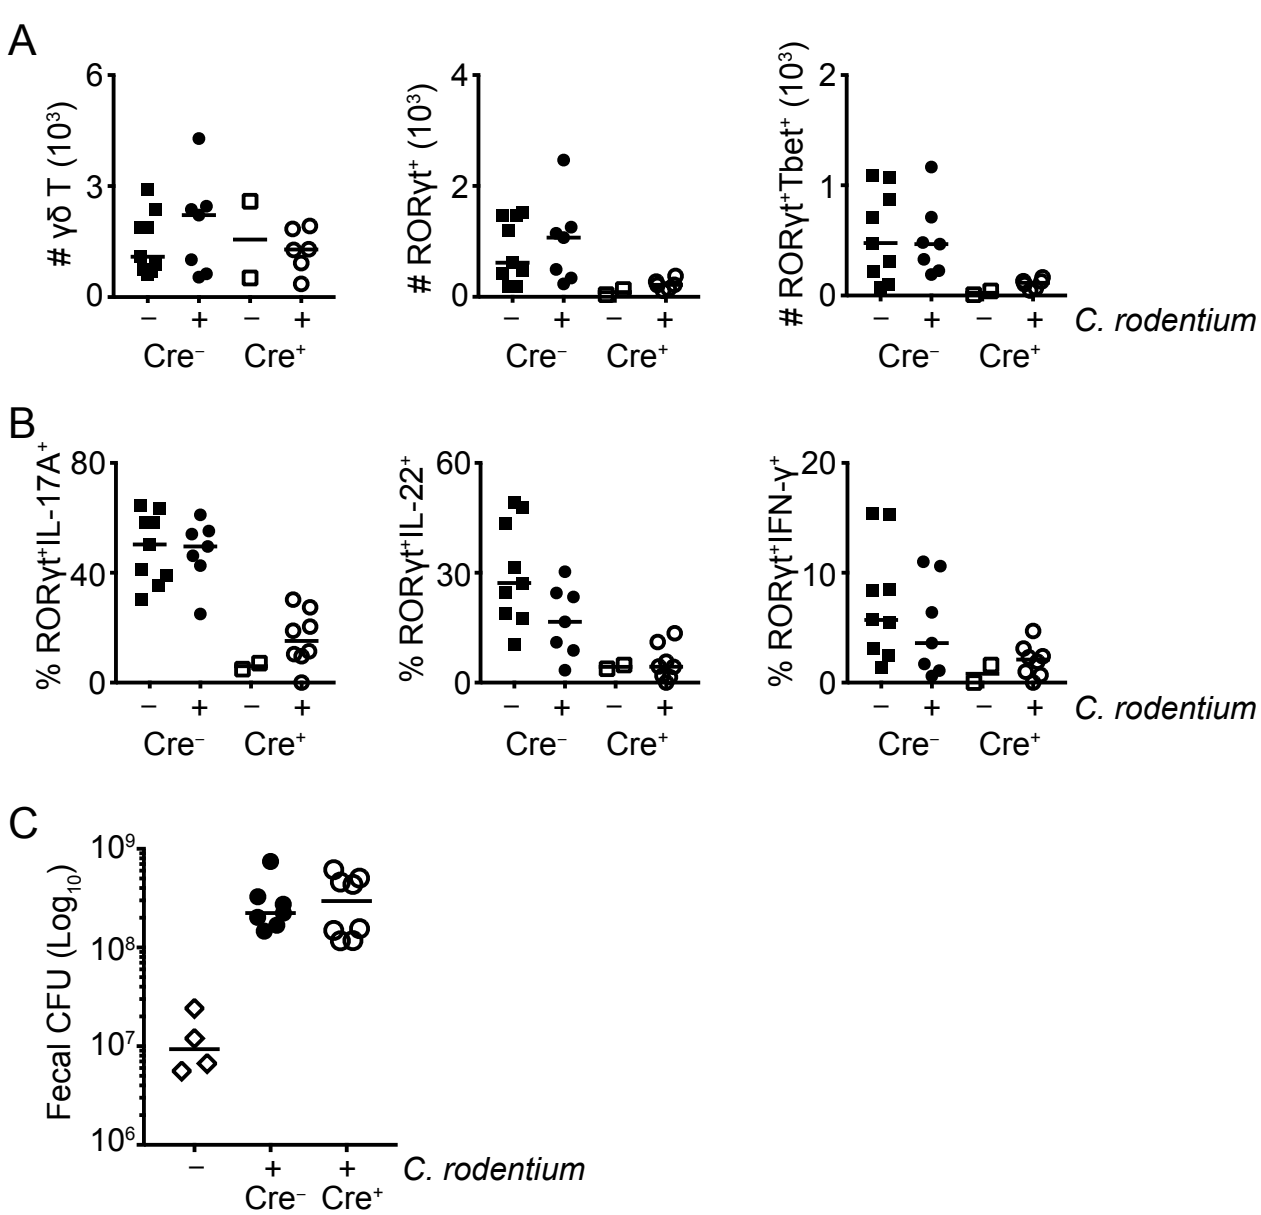 A
# γδ T (10³)
6
3
0
− + − +
Cre⁻ Cre⁺
# RORγt⁺ (10³)
4
2
0
− + − +
Cre⁻ Cre⁺
# RORγt⁺Tbet⁺ (10³)
2
1
0
− + − + C. rodentium
Cre⁻ Cre⁺
B
% RORγt⁺IL-17A⁺
80
40
0
− + − +
Cre⁻ Cre⁺
% RORγt⁺IL-22⁺
60
30
0
− + − +
Cre⁻ Cre⁺
% RORγt⁺IFN-γ⁺
20
10
0
− + − + C. rodentium
Cre⁻ Cre⁺
C
Fecal CFU (Log₁₀)
10⁹
10⁸
10⁷
10⁶
− + + C. rodentium
Cre⁻ Cre⁺